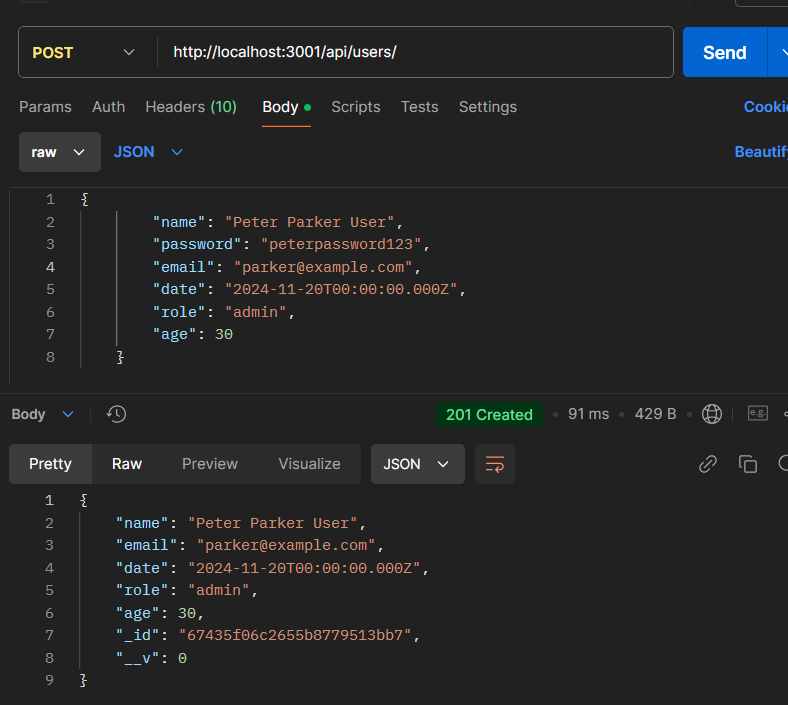 POST http://localhost:3001/api/users/ Send
Params Auth Headers (10) Body Scripts Tests Settings
raw JSON
1 {
2 "name": "Peter Parker User",
3 "password": "peterpassword123",
4 "email": "parker@example.com",
5 "date": "2024-11-20T00:00:00.000Z",
6 "role": "admin",
7 "age": 30
8 }
Body 201 Created 91 ms 429 B e.g.
Pretty Raw Preview Visualize JSON
1 {
2 "name": "Peter Parker User",
3 "email": "parker@example.com",
4 "date": "2024-11-20T00:00:00.000Z",
5 "role": "admin",
6 "age": 30,
7 "_id": "67435f06c2655b8779513bb7",
8 "__v": 0
9 }